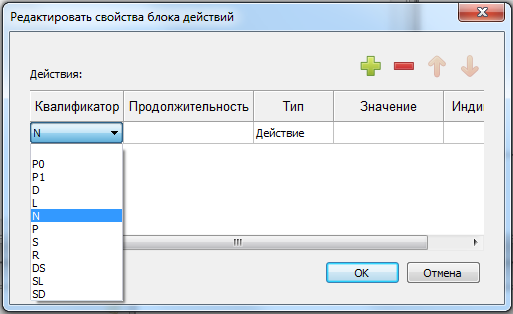 Редактировать свойства блока действий
Действия:
Квалификатор Продолжительность Тип Значение Инди
N Действие
P0
P1
D
L
N
P
S
R
DS
SL
SD
OK Отмена